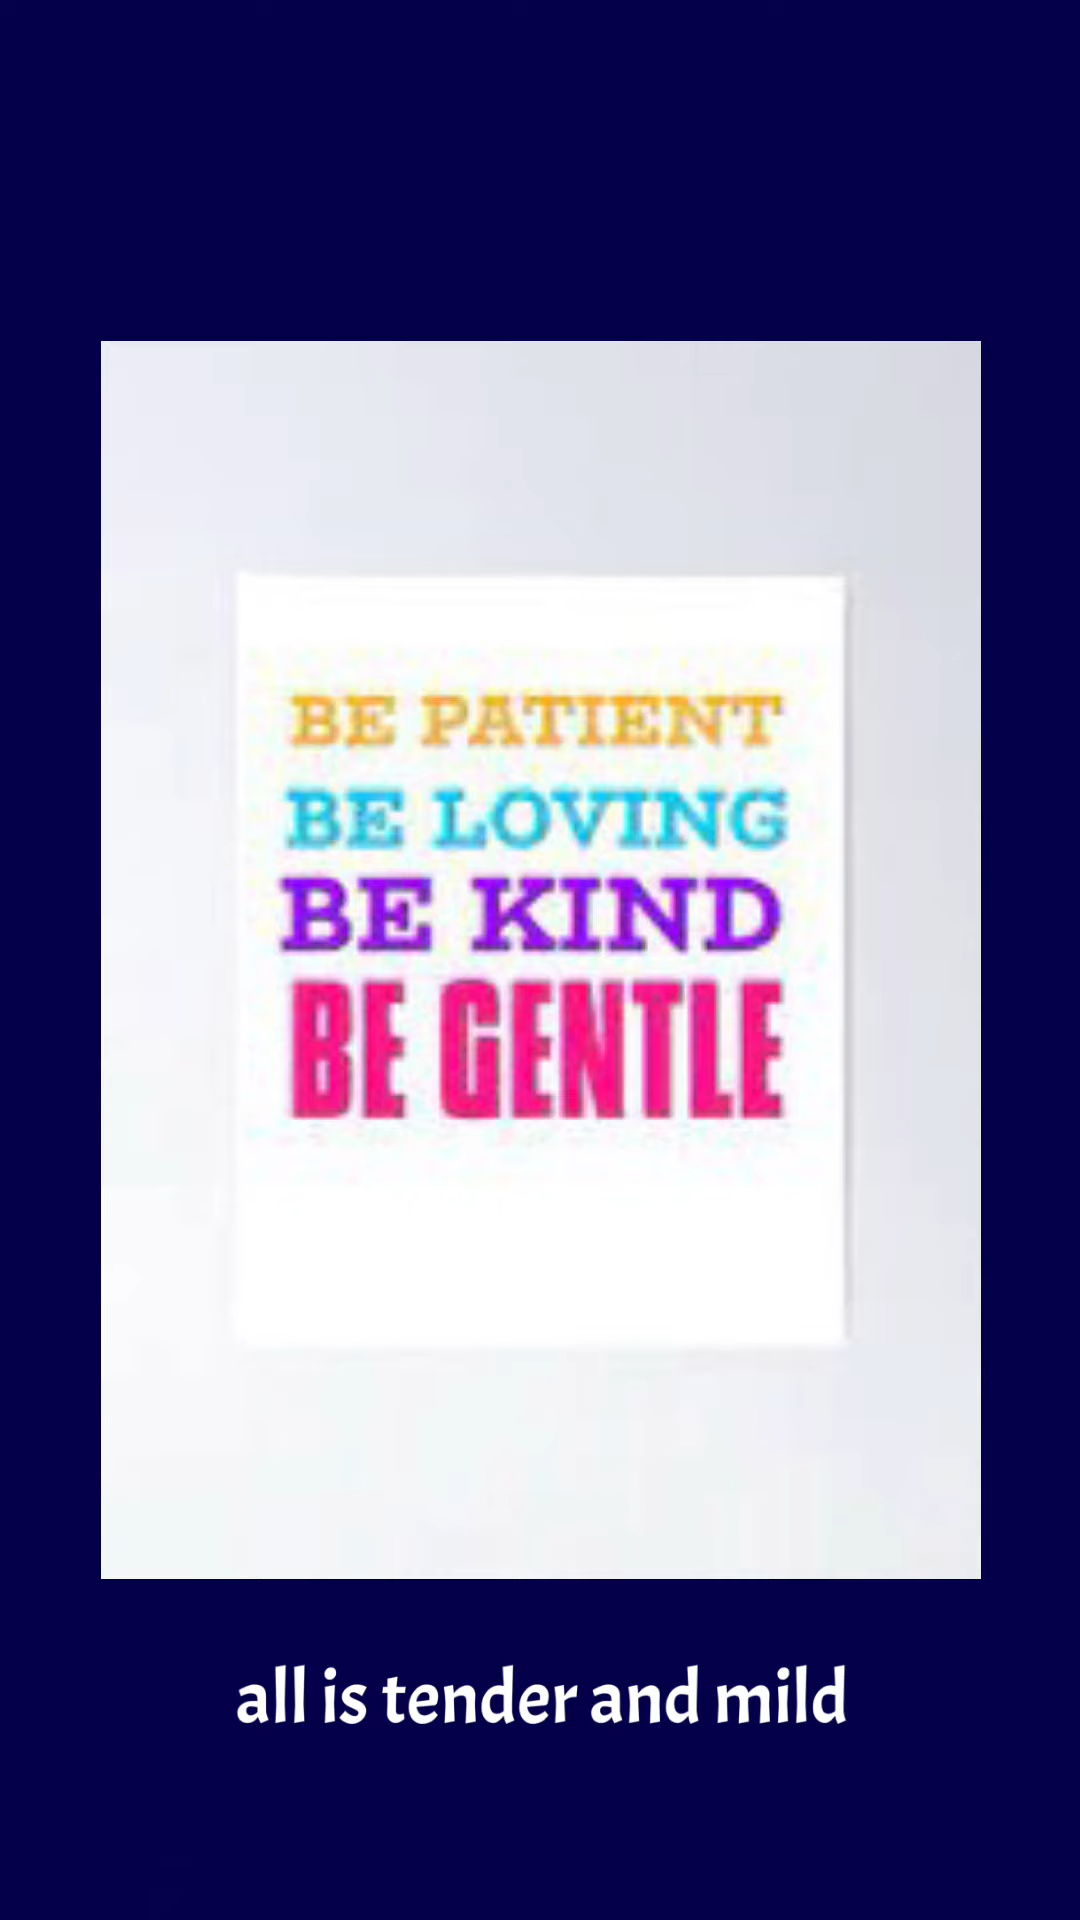 BE PATIENT
BE LOVING
BE KIND
BE GENTLE
all is tender and mild